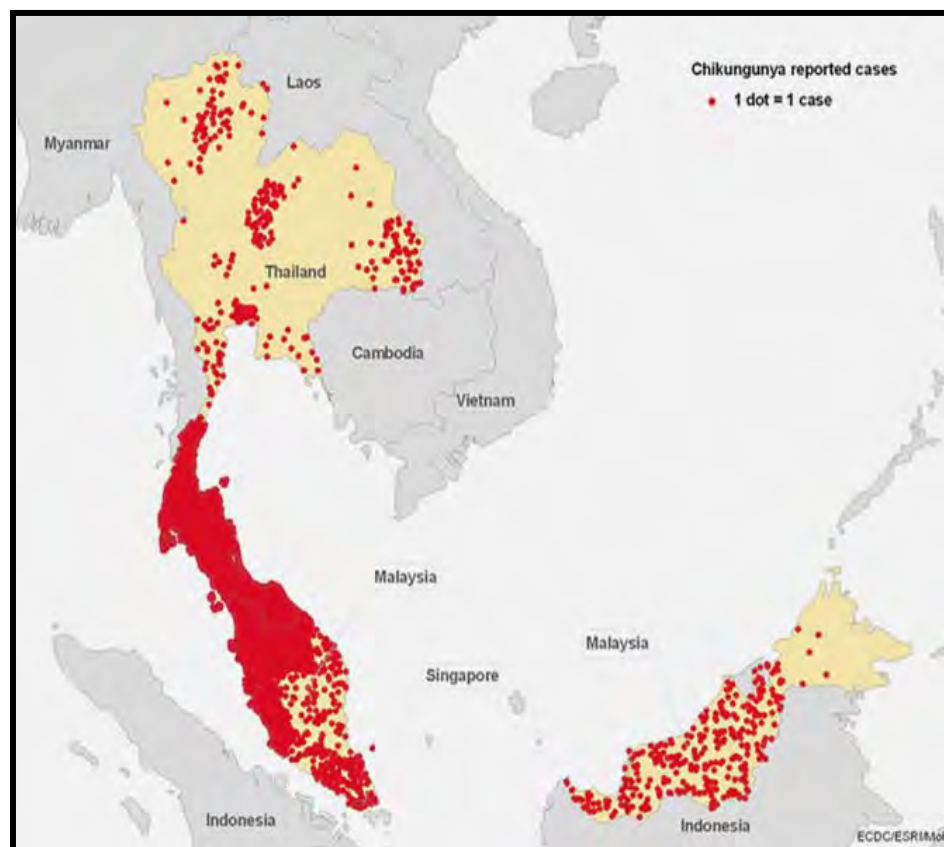 Chikungunya reported cases
1 dot = 1 case
Laos
Myanmar
Thailand
Cambodia
Vietnam
Malaysia
Malaysia
Singapore
Indonesia
Indonesia
ECDC/ESRI/Mo